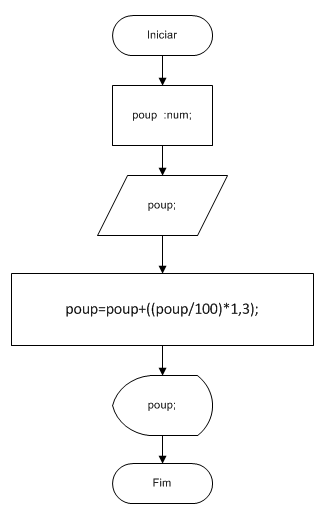 Iniciar
poup :num;
poup;
poup=poup+((poup/100)*1,3);
poup;
Fim